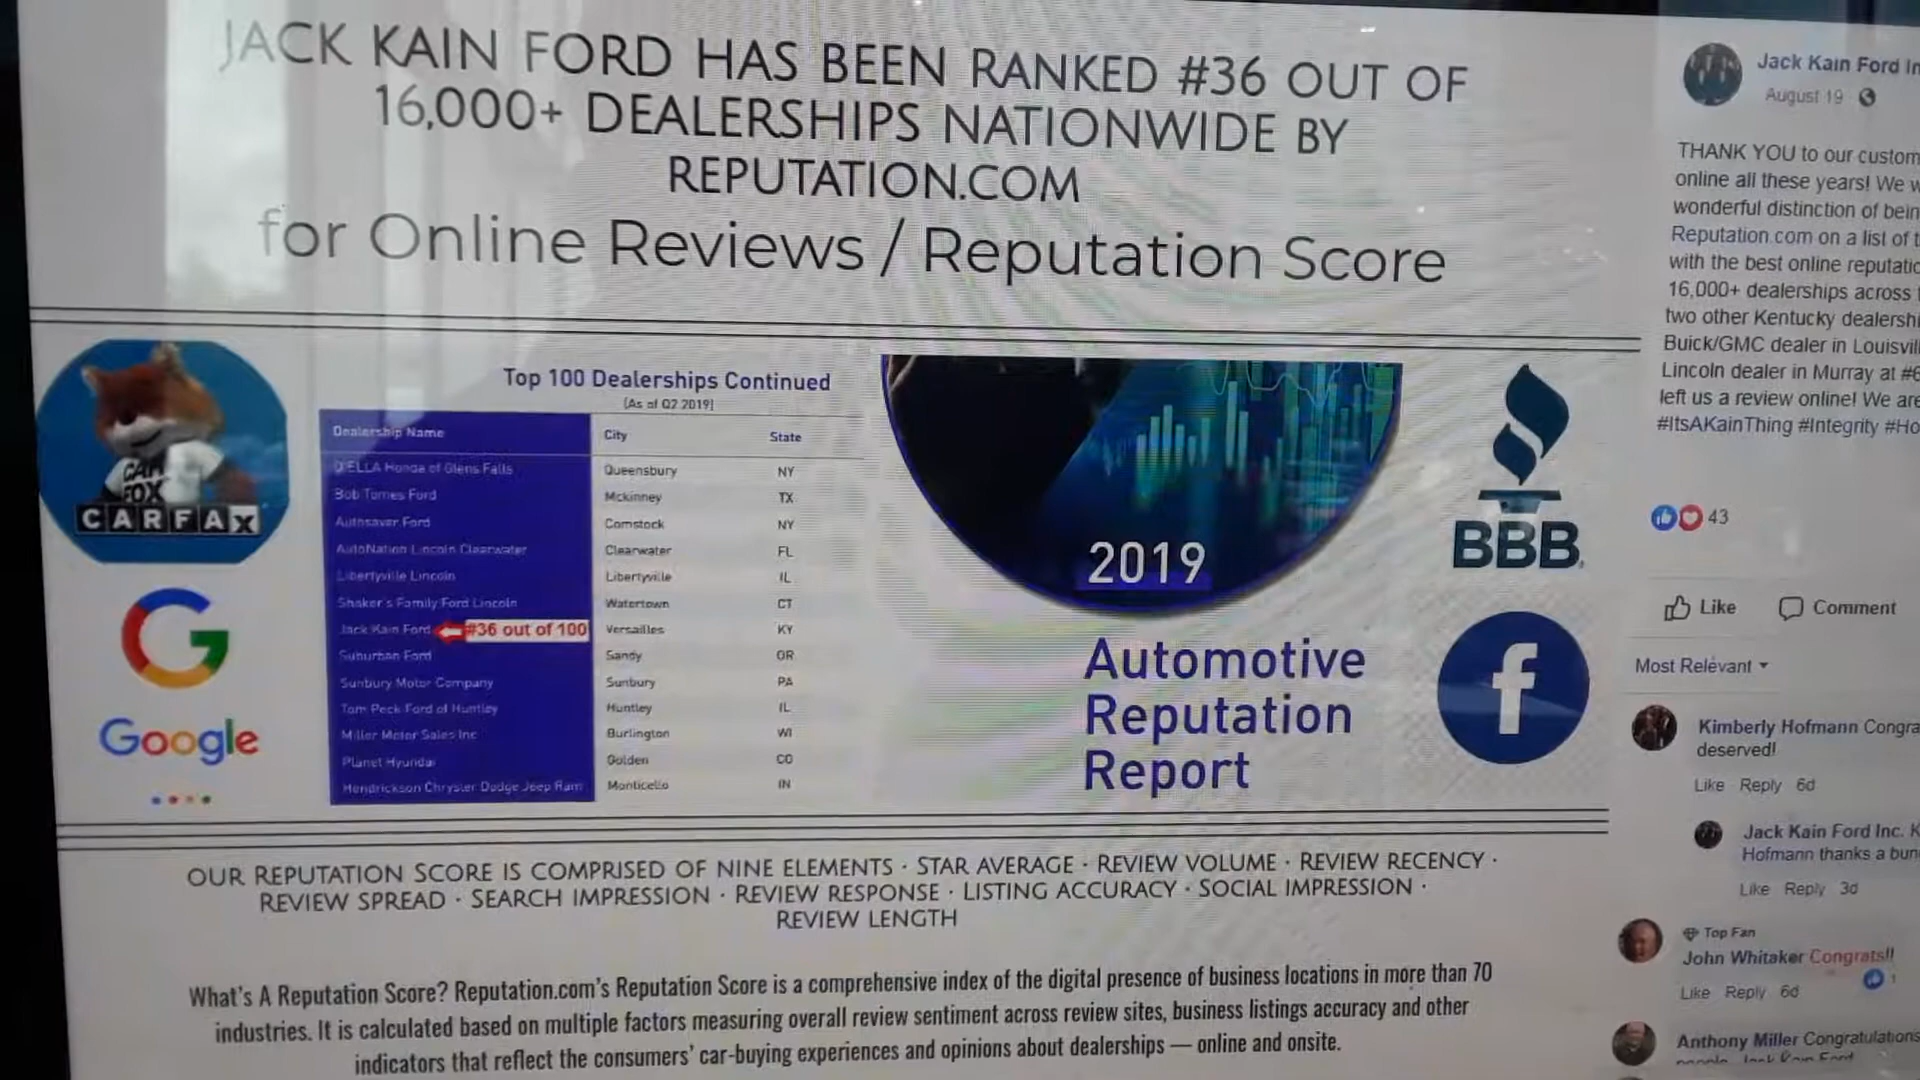 JACK KAIN FORD HAS BEEN RANKED #36 OUT OF
16,000+ DEALERSHIPS NATIONWIDE BY
REPUTATION.COM
for Online Reviews / Reputation Score
CAR
FOX
CARFAX
Google
Top 100 Dealerships Continued
(As of Q2 2019)
Dealership Name City State
D'ELLA Honda of Glens Falls Queensbury NY
Bob Tomes Ford Mckinney TX
Autosaver Ford Comstock NY
AutoNation Lincoln Clearwater Clearwater FL
Libertyville Lincoln Libertyville IL
Shaker's Family Ford Lincoln Watertown CT
Jack Kain Ford #36 out of 100 Versailles KY
Suburban Ford Sandy OR
Sunbury Motor Company Sunbury PA
Tom Peck Ford of Huntley Huntley IL
Miller Motor Sales Inc Burlington WI
Planet Hyundai Golden CO
Hendrickson Chrysler Dodge Jeep Ram Monticello IN
2019
Automotive
Reputation
Report
BBB.
f
OUR REPUTATION SCORE IS COMPRISED OF NINE ELEMENTS · STAR AVERAGE · REVIEW VOLUME · REVIEW RECENCY ·
REVIEW SPREAD · SEARCH IMPRESSION · REVIEW RESPONSE · LISTING ACCURACY · SOCIAL IMPRESSION ·
REVIEW LENGTH
What's A Reputation Score? Reputation.com's Reputation Score is a comprehensive index of the digital presence of business locations in more than 70
industries. It is calculated based on multiple factors measuring overall review sentiment across review sites, business listings accuracy and other
indicators that reflect the consumers' car-buying experiences and opinions about dealerships — online and onsite.
Jack Kain Ford In
August 19
THANK YOU to our custom
online all these years! We w
wonderful distinction of bein
Reputation.com on a list of t
with the best online reputatio
16,000+ dealerships across
two other Kentucky dealershi
Buick/GMC dealer in Louisvill
Lincoln dealer in Murray at #6
left us a review online! We are
#ItsAKainThing #Integrity #Ho
43
Like Comment
Most Relevant
Kimberly Hofmann Congra
deserved!
Like Reply 6d
Jack Kain Ford Inc. K
Hofmann thanks a bun
Like Reply 3d
Top Fan
John Whitaker Congrats!!
1
Like Reply 6d
Anthony Miller Congratulations
people Jack Kain Ford